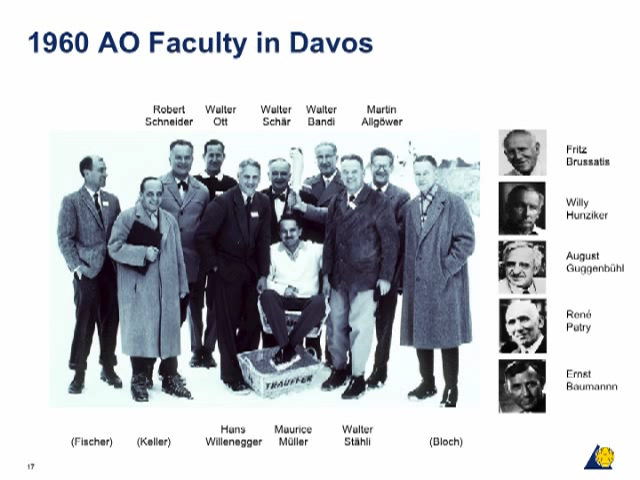 1960 AO Faculty in Davos
Robert Walter Walter Walter Martin
Schneider Ott Schär Bandi Allgöwer
Fritz
Brussatis
Willy
Hunziker
August
Guggenbühl
René
Patry
Ernst
Baumannn
TRAUFFER
Hans Maurice Walter
(Fischer) (Keller) Willenegger Müller Stähli (Bloch)
17